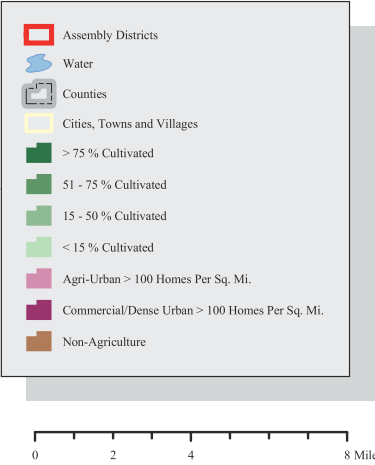 Assembly Districts
Water
Counties
Cities, Towns and Villages
> 75 % Cultivated
51 - 75 % Cultivated
15 - 50 % Cultivated
< 15 % Cultivated
Agri-Urban > 100 Homes Per Sq. Mi.
Commercial/Dense Urban > 100 Homes Per Sq. Mi.
Non-Agriculture
0 2 4 8 Mile